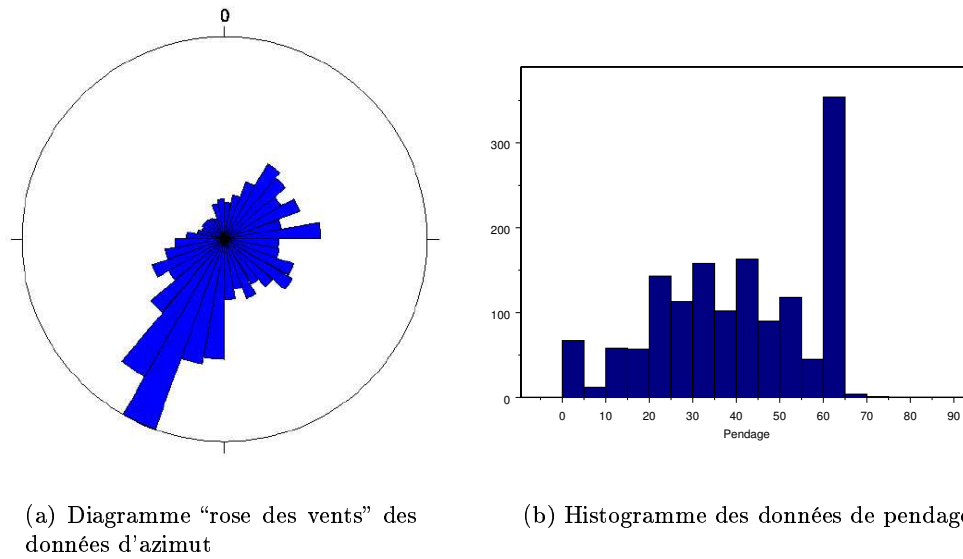 0
300
200
100
0
0 10 20 30 40 50 60 70 80 90
Pendage
(a) Diagramme “rose des vents” des
données d'azimut
(b) Histogramme des données de pendage